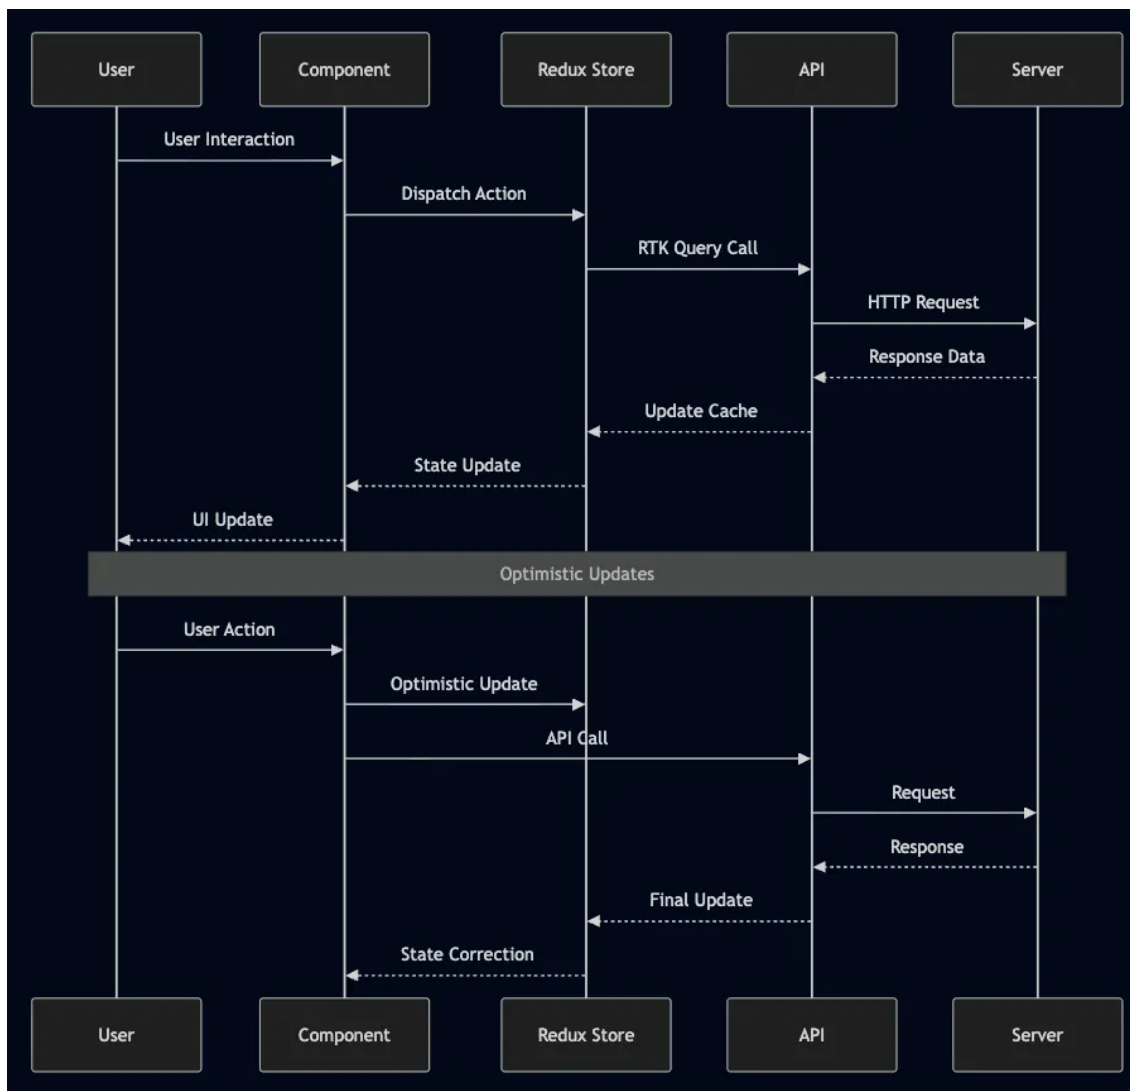 User
Component
Redux Store
API
Server
User Interaction
Dispatch Action
RTK Query Call
HTTP Request
Response Data
Update Cache
State Update
UI Update
Optimistic Updates
User Action
Optimistic Update
API Call
Request
Response
Final Update
State Correction
User
Component
Redux Store
API
Server